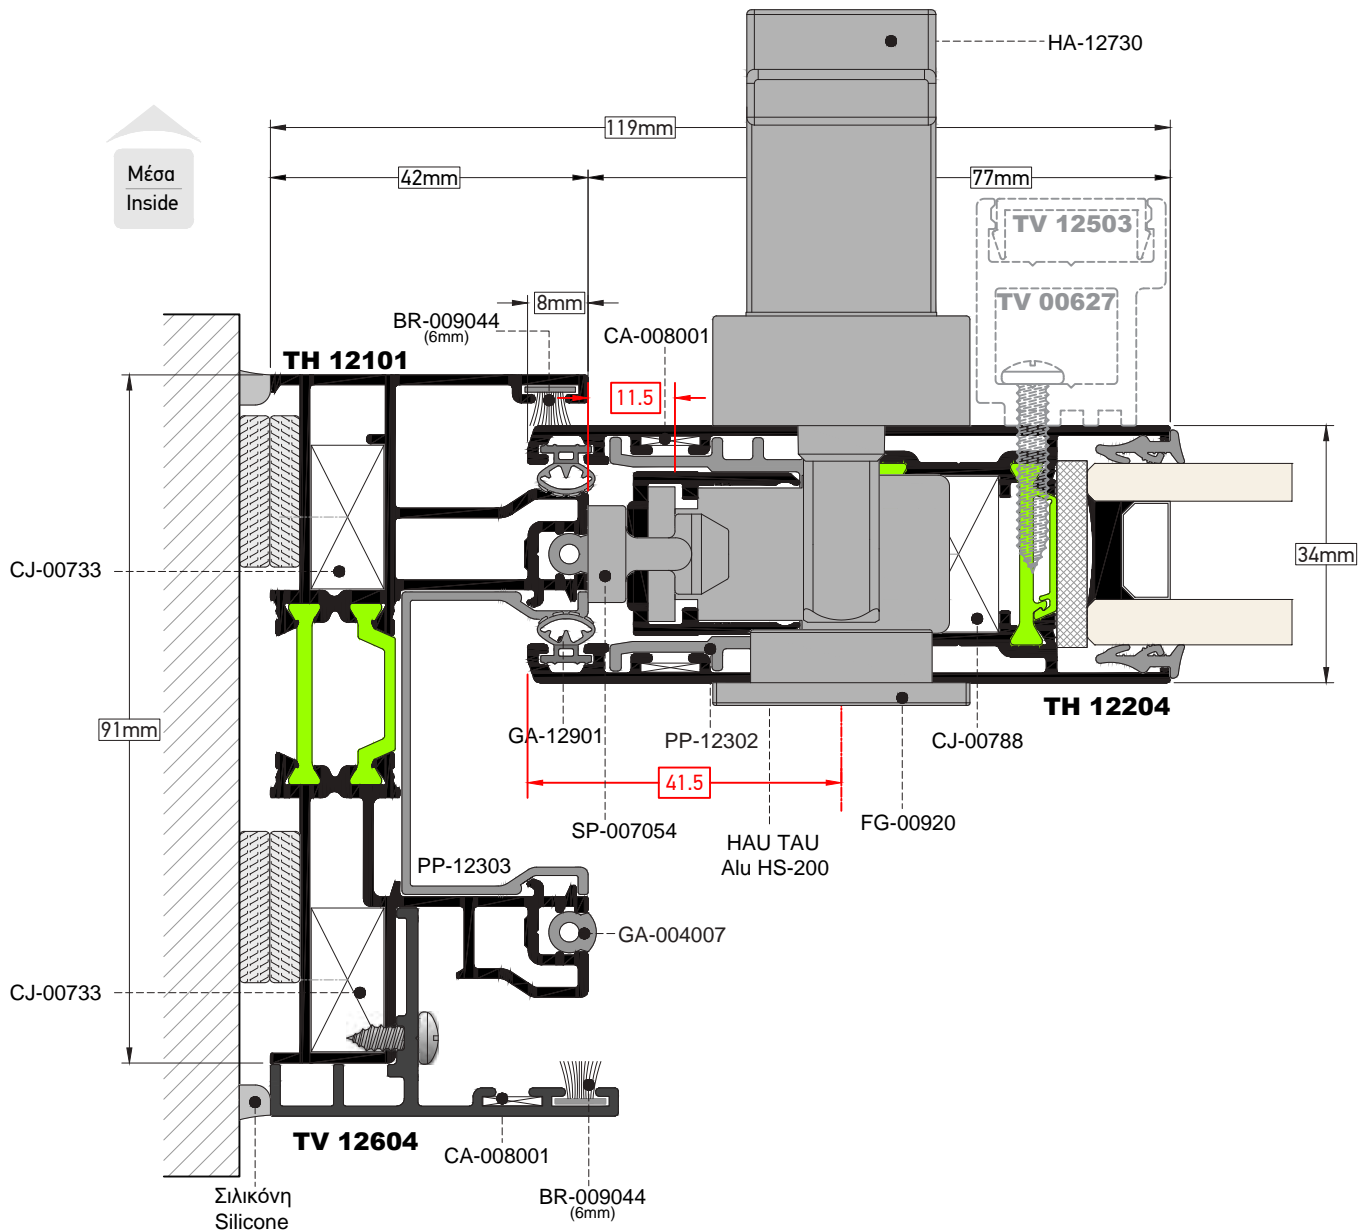 HA-12730
119mm
Μέσα
Inside
42mm
77mm
TV 12503
TV 00627
8mm
BR-009044
(6mm)
CA-008001
TH 12101
11.5
CJ-00733
34mm
TH 12204
91mm
GA-12901
PP-12302
CJ-00788
41.5
SP-007054
HAU TAU
Alu HS-200
FG-00920
PP-12303
GA-004007
CJ-00733
TV 12604
CA-008001
BR-009044
(6mm)
Σιλικόνη
Silicone